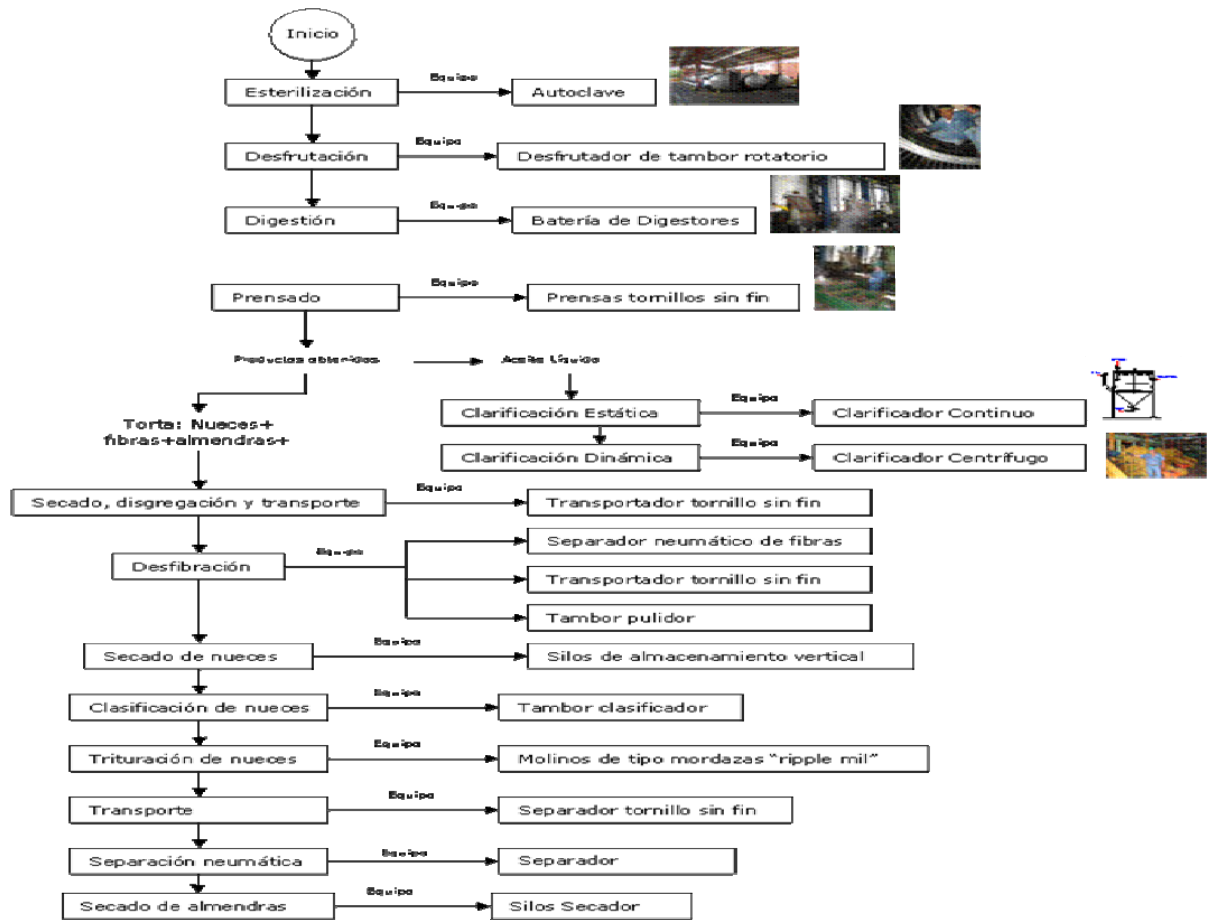 Inicio
Esterilización
Equipo
Autoclave
Desfrutación
Equipo
Desfrutador de tambor rotatorio
Digestión
Equipo
Batería de Digestores
Prensado
Equipo
Prensas tornillos sin fin
Productos obtenidos
Aceite Líquido
Torta: Nueces+
fibras+almendras+
Clarificación Estática
Equipo
Clarificador Continuo
Clarificación Dinámica
Equipo
Clarificador Centrífugo
Secado, disgregación y transporte
Equipo
Transportador tornillo sin fin
Desfibración
Equipo
Separador neumático de fibras
Transportador tornillo sin fin
Tambor pulidor
Secado de nueces
Equipo
Silos de almacenamiento vertical
Clasificación de nueces
Equipo
Tambor clasificador
Trituración de nueces
Equipo
Molinos de tipo mordazas “ripple mil”
Transporte
Equipo
Separador tornillo sin fin
Separación neumática
Equipo
Separador
Secado de almendras
Equipo
Silos Secador